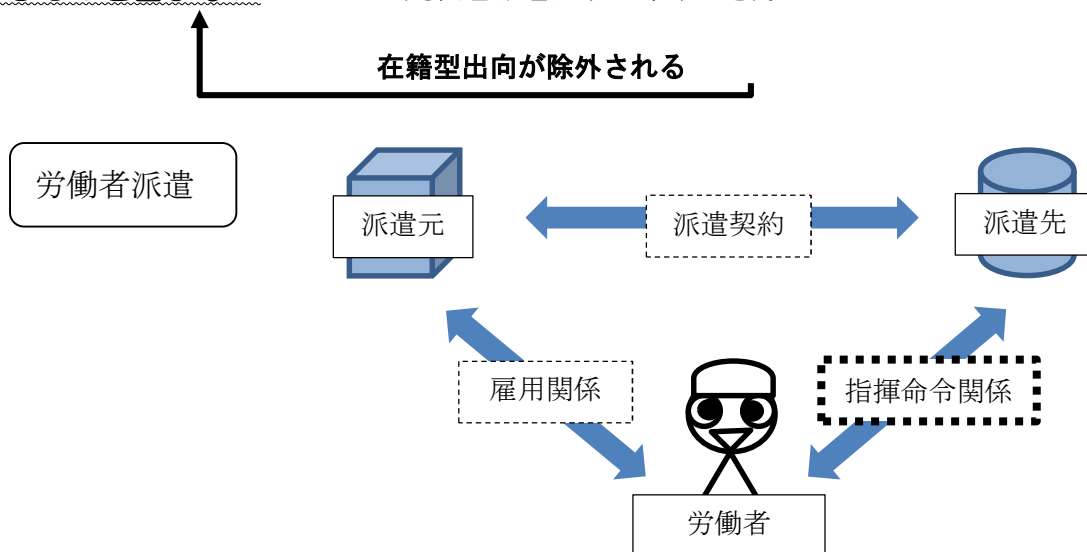 在籍型出向が除外される
労働者派遣
派遣元
派遣契約
派遣先
雇用関係
指揮命令関係
労働者